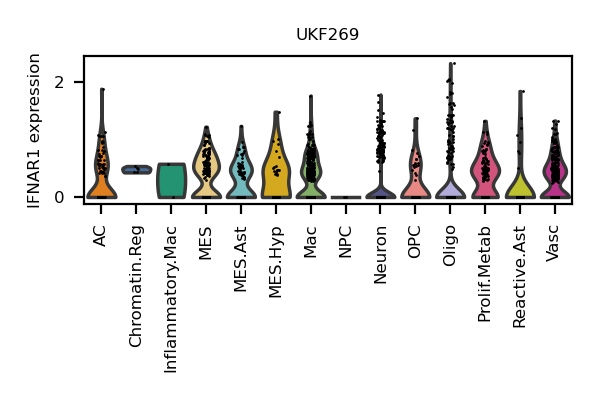 UKF269
IFNAR1 expression
2
0
AC
Chromatin.Reg
Inflammatory.Mac
MES
MES.Ast
MES.Hyp
Mac
NPC
Neuron
OPC
Oligo
Prolif.Metab
Reactive.Ast
Vasc